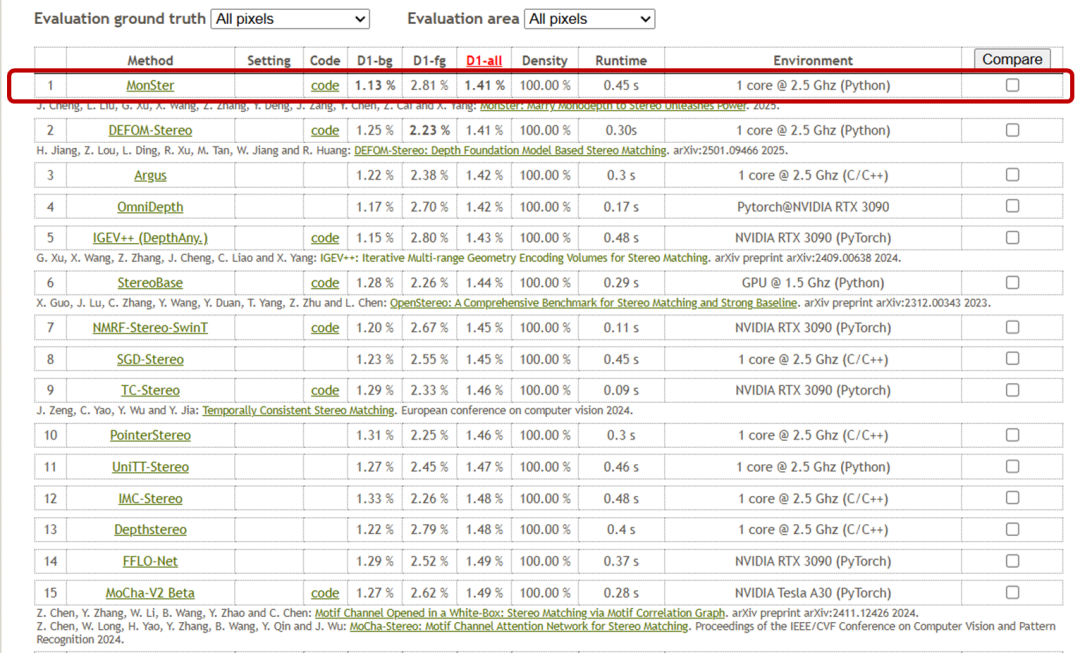 Evaluation ground truth All pixels Evaluation area All pixels
Method Setting Code D1-bg D1-fg D1-all Density Runtime Environment Compare
1 MonSter code 1.13 % 2.81 % 1.41 % 100.00 % 0.45 s 1 core @ 2.5 Ghz (Python)
J. Cheng, L. Liu, G. Xu, X. Wang, Z. Zhang, Y. Deng, J. Zang, Y. Chen, Z. Cai and X. Yang: MonSter: Marry Monodepth to Stereo Unleashes Power. 2025.
2 DEFOM-Stereo code 1.25 % 2.23 % 1.41 % 100.00 % 0.30s 1 core @ 2.5 Ghz (Python)
H. Jiang, Z. Lou, L. Ding, R. Xu, M. Tan, W. Jiang and R. Huang: DEFOM-Stereo: Depth Foundation Model Based Stereo Matching. arXiv:2501.09466 2025.
3 Argus 1.22 % 2.38 % 1.42 % 100.00 % 0.3 s 1 core @ 2.5 Ghz (C/C++)
4 OmniDepth 1.17 % 2.70 % 1.42 % 100.00 % 0.17 s Pytorch@NVIDIA RTX 3090
5 IGEV++ (DepthAny.) code 1.15 % 2.80 % 1.43 % 100.00 % 0.48 s NVIDIA RTX 3090 (PyTorch)
G. Xu, X. Wang, Z. Zhang, J. Cheng, C. Liao and X. Yang: IGEV++: Iterative Multi-range Geometry Encoding Volumes for Stereo Matching. arXiv preprint arXiv:2409.00638 2024.
6 StereoBase code 1.28 % 2.26 % 1.44 % 100.00 % 0.29 s GPU @ 1.5 Ghz (Python)
X. Guo, J. Lu, C. Zhang, Y. Wang, Y. Duan, T. Yang, Z. Zhu and L. Chen: OpenStereo: A Comprehensive Benchmark for Stereo Matching and Strong Baseline. arXiv preprint arXiv:2312.00343 2023.
7 NMRF-Stereo-SwinT code 1.20 % 2.67 % 1.45 % 100.00 % 0.11 s NVIDIA RTX 3090 (PyTorch)
8 SGD-Stereo 1.23 % 2.55 % 1.45 % 100.00 % 0.45 s 1 core @ 2.5 Ghz (C/C++)
9 TC-Stereo code 1.29 % 2.33 % 1.46 % 100.00 % 0.09 s NVIDIA RTX 3090 (Pytorch)
J. Zeng, C. Yao, Y. Wu and Y. Jia: Temporally Consistent Stereo Matching. European conference on computer vision 2024.
10 PointerStereo 1.31 % 2.25 % 1.46 % 100.00 % 0.3 s 1 core @ 2.5 Ghz (C/C++)
11 UniTT-Stereo 1.27 % 2.45 % 1.47 % 100.00 % 0.46 s 1 core @ 2.5 Ghz (Python)
12 IMC-Stereo 1.33 % 2.26 % 1.48 % 100.00 % 0.48 s 1 core @ 2.5 Ghz (C/C++)
13 Depthstereo 1.22 % 2.79 % 1.48 % 100.00 % 0.4 s 1 core @ 2.5 Ghz (C/C++)
14 FFLO-Net 1.29 % 2.52 % 1.49 % 100.00 % 0.37 s NVIDIA RTX 3090 (PyTorch)
15 MoCha-V2 Beta code 1.27 % 2.62 % 1.49 % 100.00 % 0.28 s NVIDIA Tesla A30 (PyTorch)
Z. Chen, Y. Zhang, W. Li, B. Wang, Y. Zhao and C. Chen: Motif Channel Opened in a White-Box: Stereo Matching via Motif Correlation Graph. arXiv preprint arXiv:2411.12426 2024.
Z. Chen, W. Long, H. Yao, Y. Zhang, B. Wang, Y. Qin and J. Wu: MoCha-Stereo: Motif Channel Attention Network for Stereo Matching. Proceedings of the IEEE/CVF Conference on Computer Vision and Pattern
Recognition 2024.